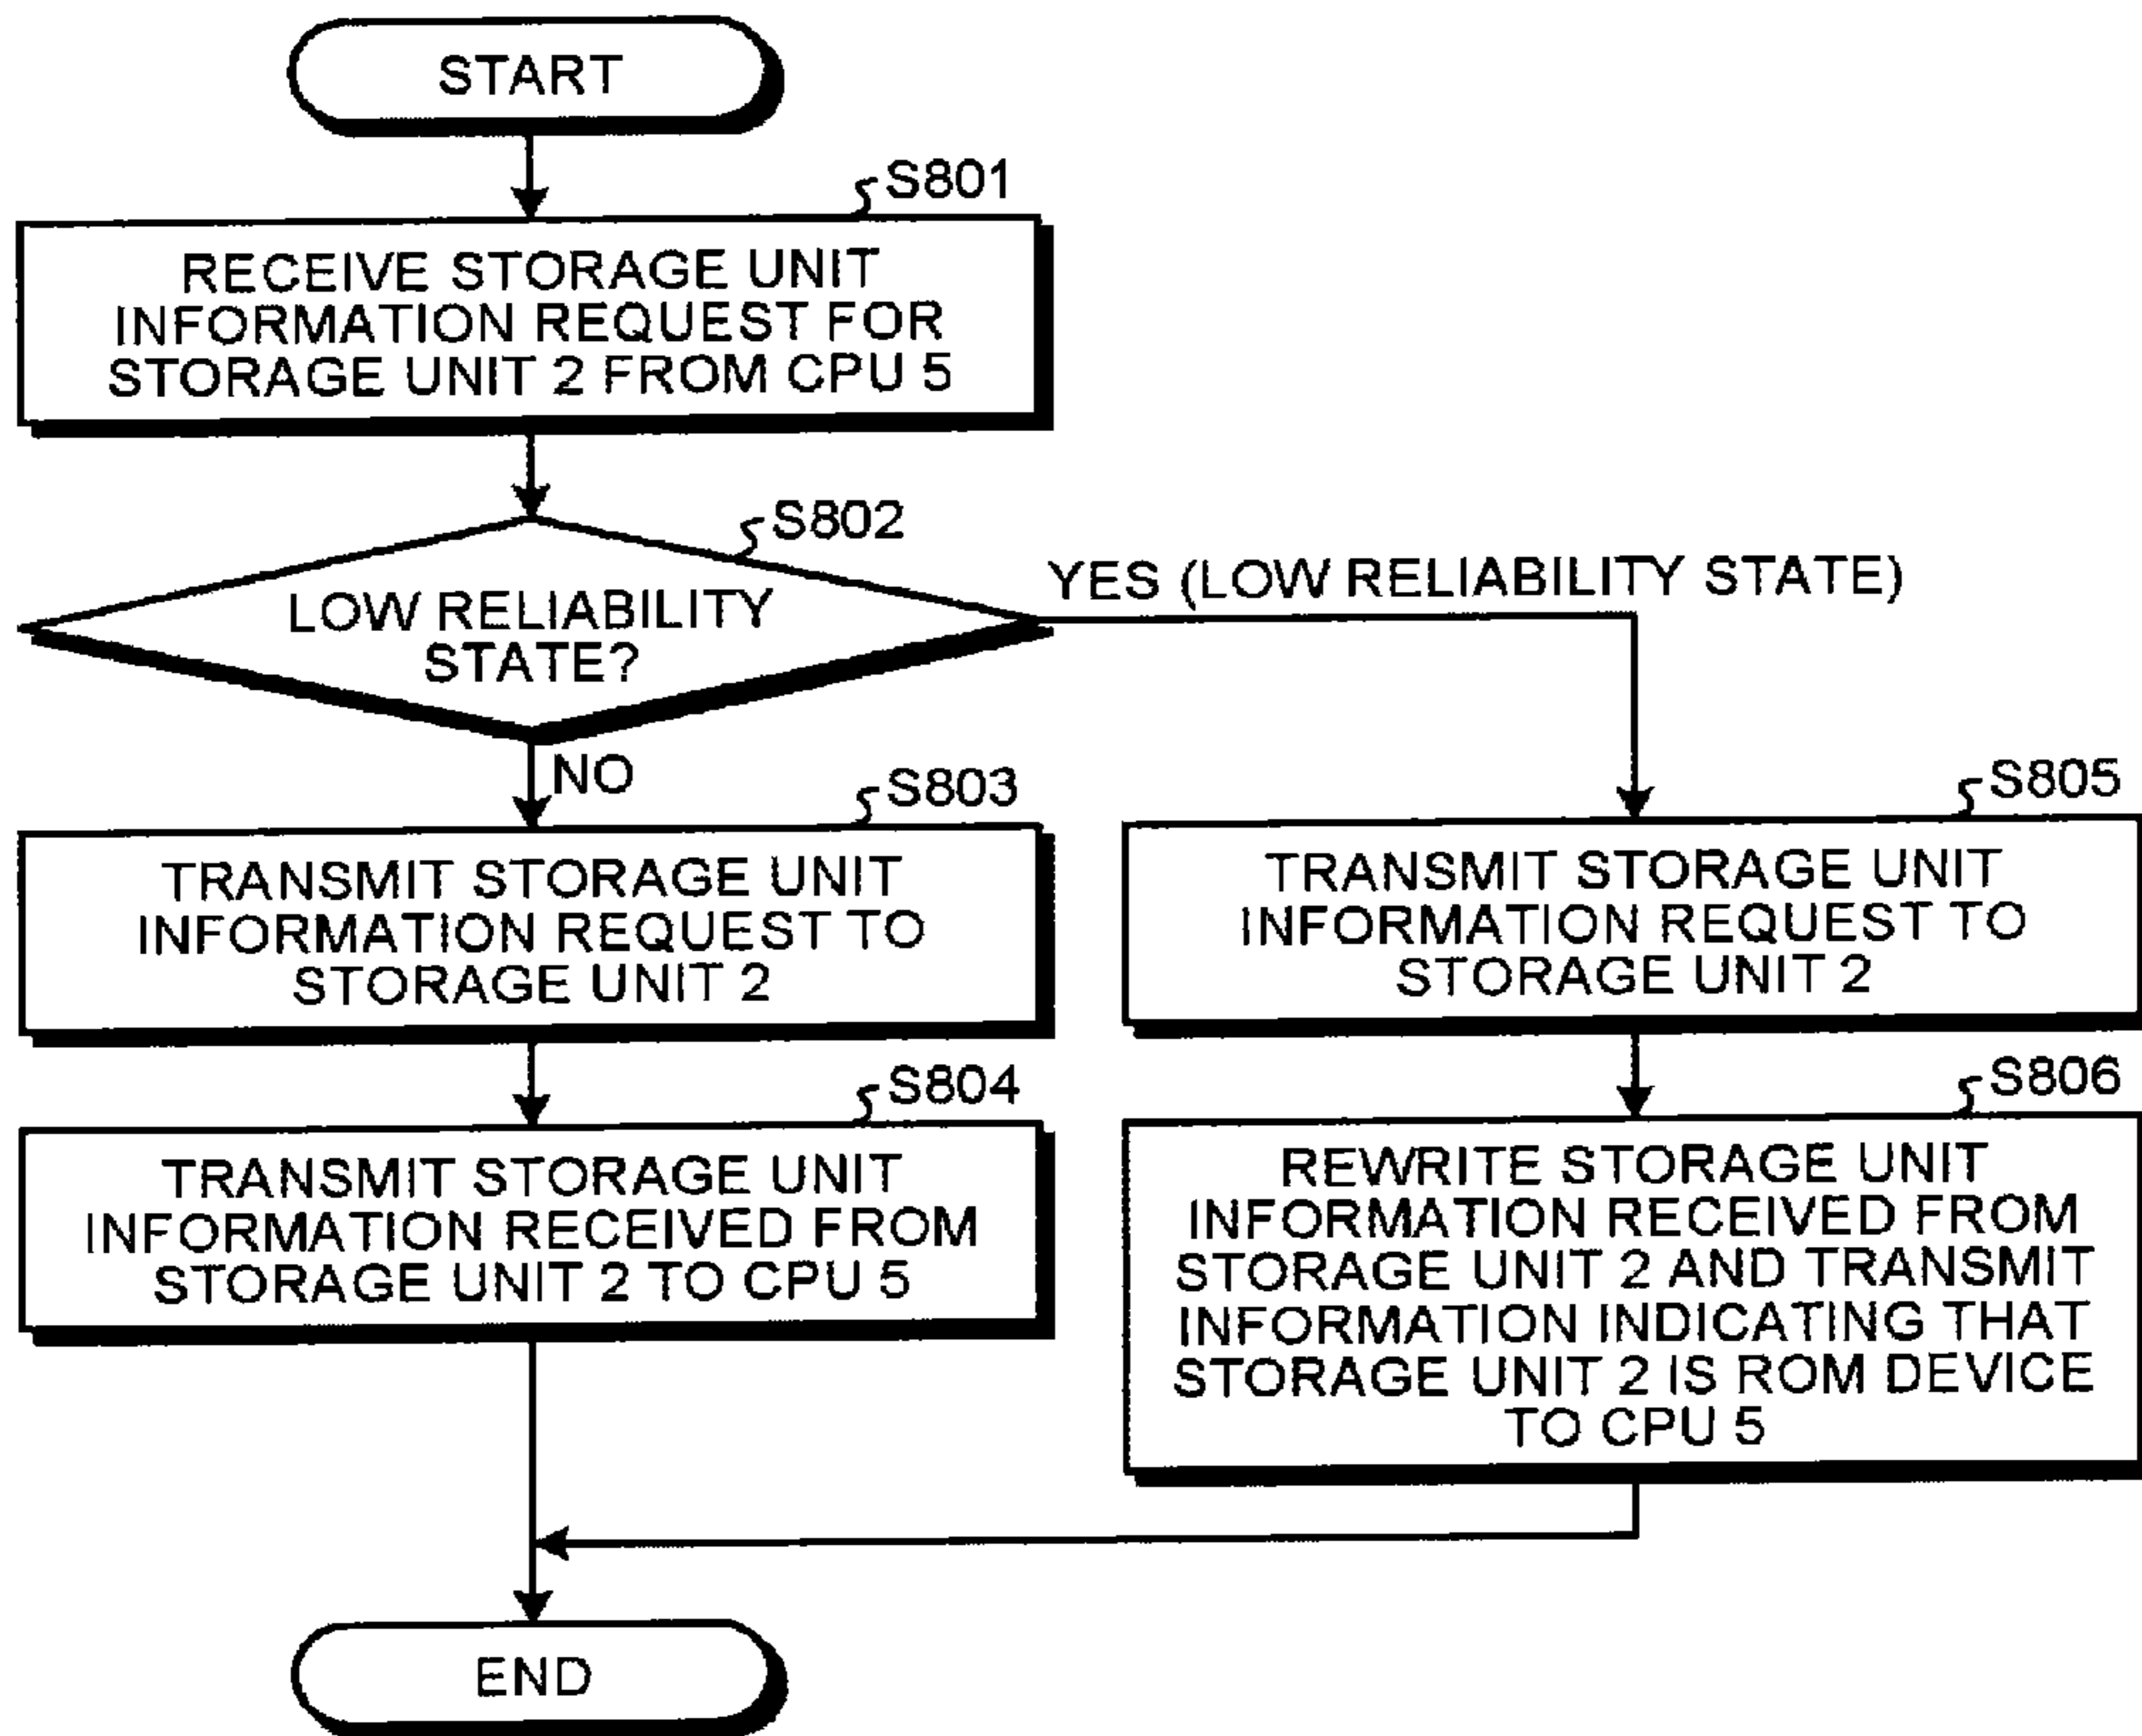 START
S801
RECEIVE STORAGE UNIT
INFORMATION REQUEST FOR
STORAGE UNIT 2 FROM CPU 5
S802
LOW RELIABILITY
STATE?
YES (LOW RELIABILITY STATE)
NO
S803
TRANSMIT STORAGE UNIT
INFORMATION REQUEST TO
STORAGE UNIT 2
S804
TRANSMIT STORAGE UNIT
INFORMATION RECEIVED FROM
STORAGE UNIT 2 TO CPU 5
S805
TRANSMIT STORAGE UNIT
INFORMATION REQUEST TO
STORAGE UNIT 2
S806
REWRITE STORAGE UNIT
INFORMATION RECEIVED FROM
STORAGE UNIT 2 AND TRANSMIT
INFORMATION INDICATING THAT
STORAGE UNIT 2 IS ROM DEVICE
TO CPU 5
END